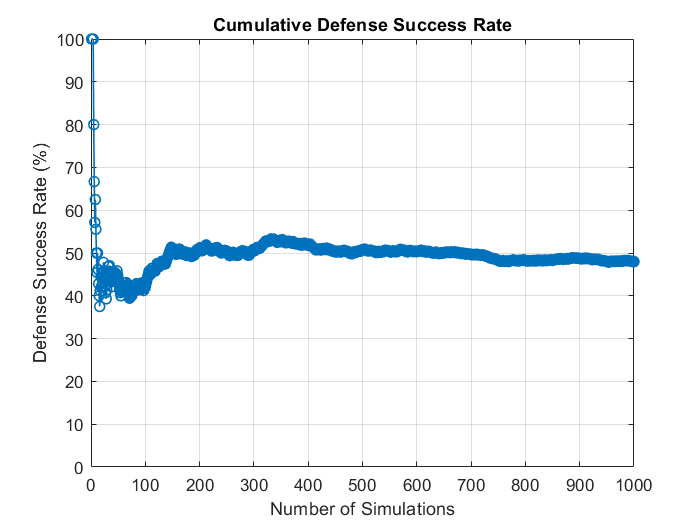 Cumulative Defense Success Rate
Defense Success Rate (%)
100
90
80
70
60
50
40
30
20
10
0
0 100 200 300 400 500 600 700 800 900 1000
Number of Simulations